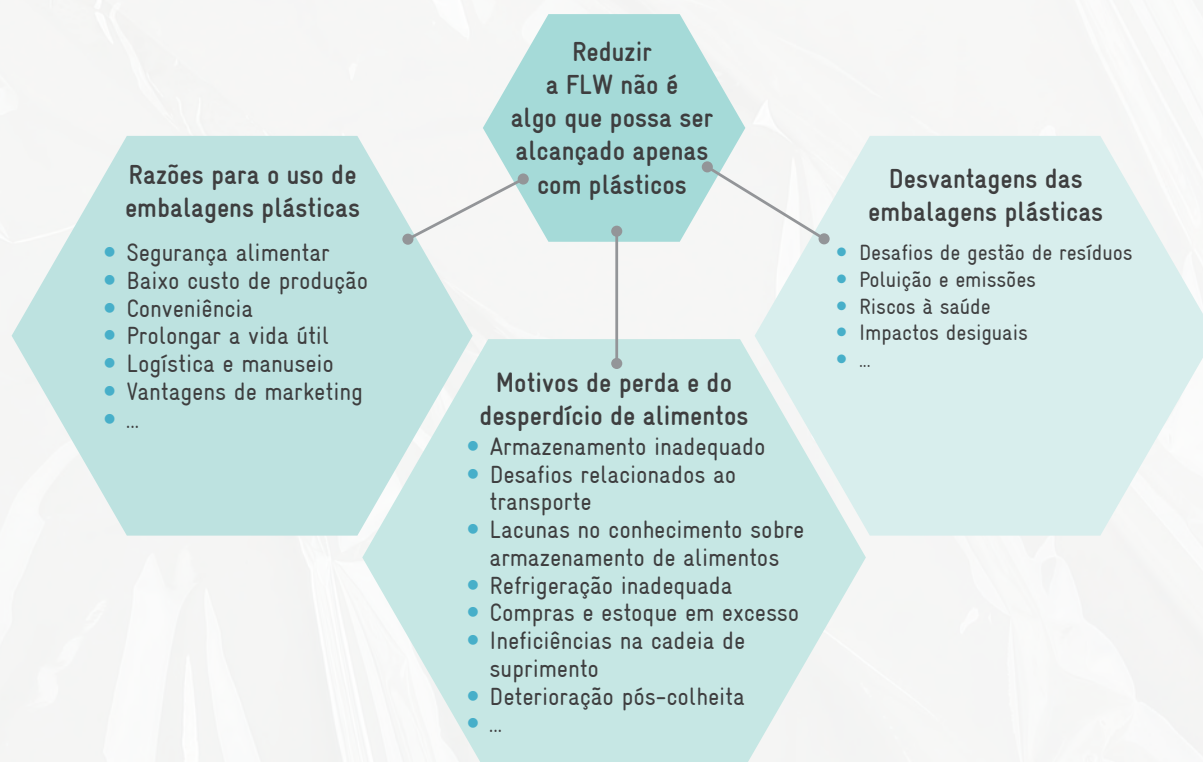 Reduzir
a FLW não é
algo que possa ser
alcançado apenas
com plásticos
Razões para o uso de
embalagens plásticas
Segurança alimentar
Baixo custo de produção
Conveniência
Prolongar a vida útil
Logística e manuseio
Vantagens de marketing
...
Motivos de perda e do
desperdício de alimentos
Armazenamento inadequado
Desafios relacionados ao
transporte
Lacunas no conhecimento sobre
armazenamento de alimentos
Refrigeração inadequada
Compras e estoque em excesso
Ineficiências na cadeia de
suprimento
Deterioração pós-colheita
...
Desvantagens das
embalagens plásticas
Desafios de gestão de resíduos
Poluição e emissões
Riscos à saúde
Impactos desiguais
...